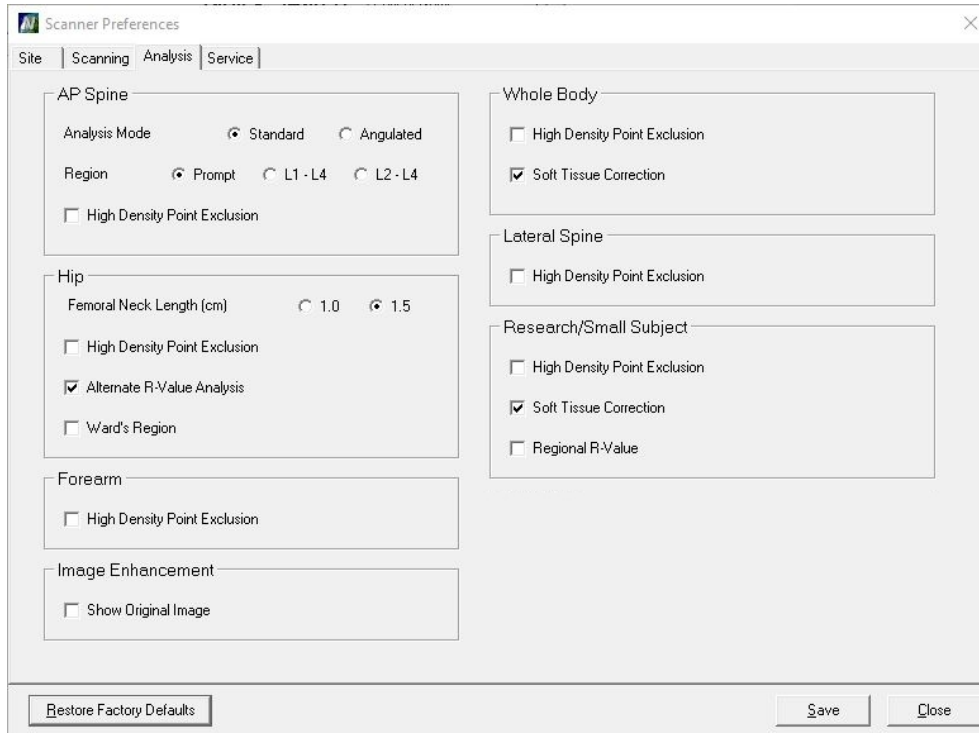 Scanner Preferences
Site Scanning Analysis Service
AP Spine
Analysis Mode Standard Angulated
Region Prompt L1 - L4 L2 - L4
High Density Point Exclusion
Hip
Femoral Neck Length (cm) 1.0 1.5
High Density Point Exclusion
Alternate R-Value Analysis
Ward's Region
Forearm
High Density Point Exclusion
Image Enhancement
Show Original Image
Whole Body
High Density Point Exclusion
Soft Tissue Correction
Lateral Spine
High Density Point Exclusion
Research/Small Subject
High Density Point Exclusion
Soft Tissue Correction
Regional R-Value
Restore Factory Defaults Save Close